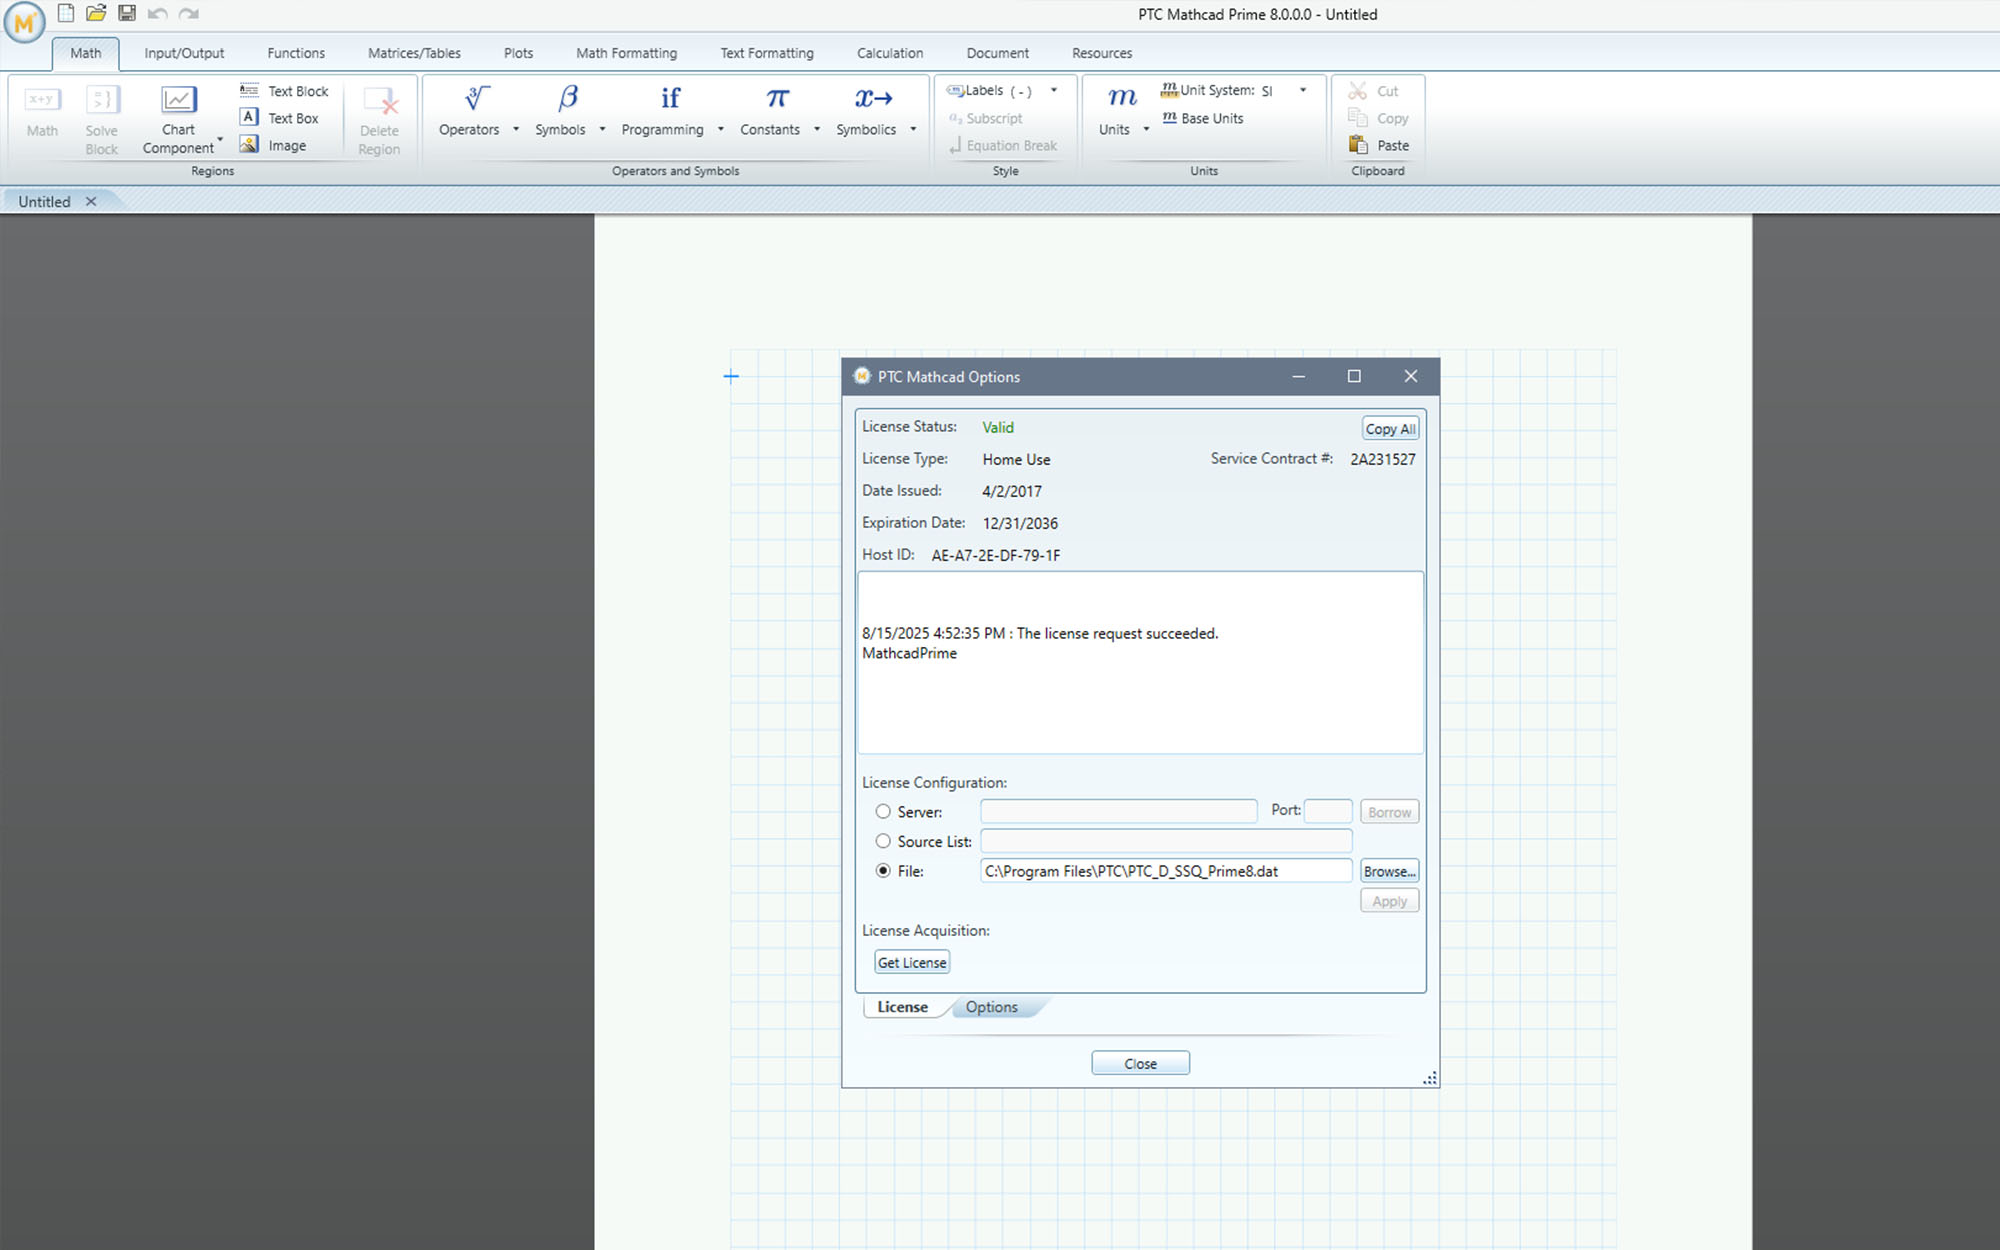 PTC Mathcad Prime 8.0.0.0 - Untitled
Math Input/Output Functions Matrices/Tables Plots Math Formatting Text Formatting Calculation Document Resources
Math
Solve Block
Chart Component
Text Block
Text Box
Image
Delete Region
Regions
Operators
Symbols
if
Programming
π
Constants
Symbolics
Operators and Symbols
Labels ( - )
Subscript
Equation Break
Style
m
Units
Unit System: SI
Base Units
Units
Cut
Copy
Paste
Clipboard
Untitled
PTC Mathcad Options
License Status: Valid Copy All
License Type: Home Use Service Contract #: 2A231527
Date Issued: 4/2/2017
Expiration Date: 12/31/2036
Host ID: AE-A7-2E-DF-79-1F
8/15/2025 4:52:35 PM : The license request succeeded.
MathcadPrime
License Configuration:
Server: Port: Borrow
Source List:
File: C:\Program Files\PTC\PTC_D_SSQ_Prime8.dat Browse...
Apply
License Acquisition:
Get License
License Options
Close